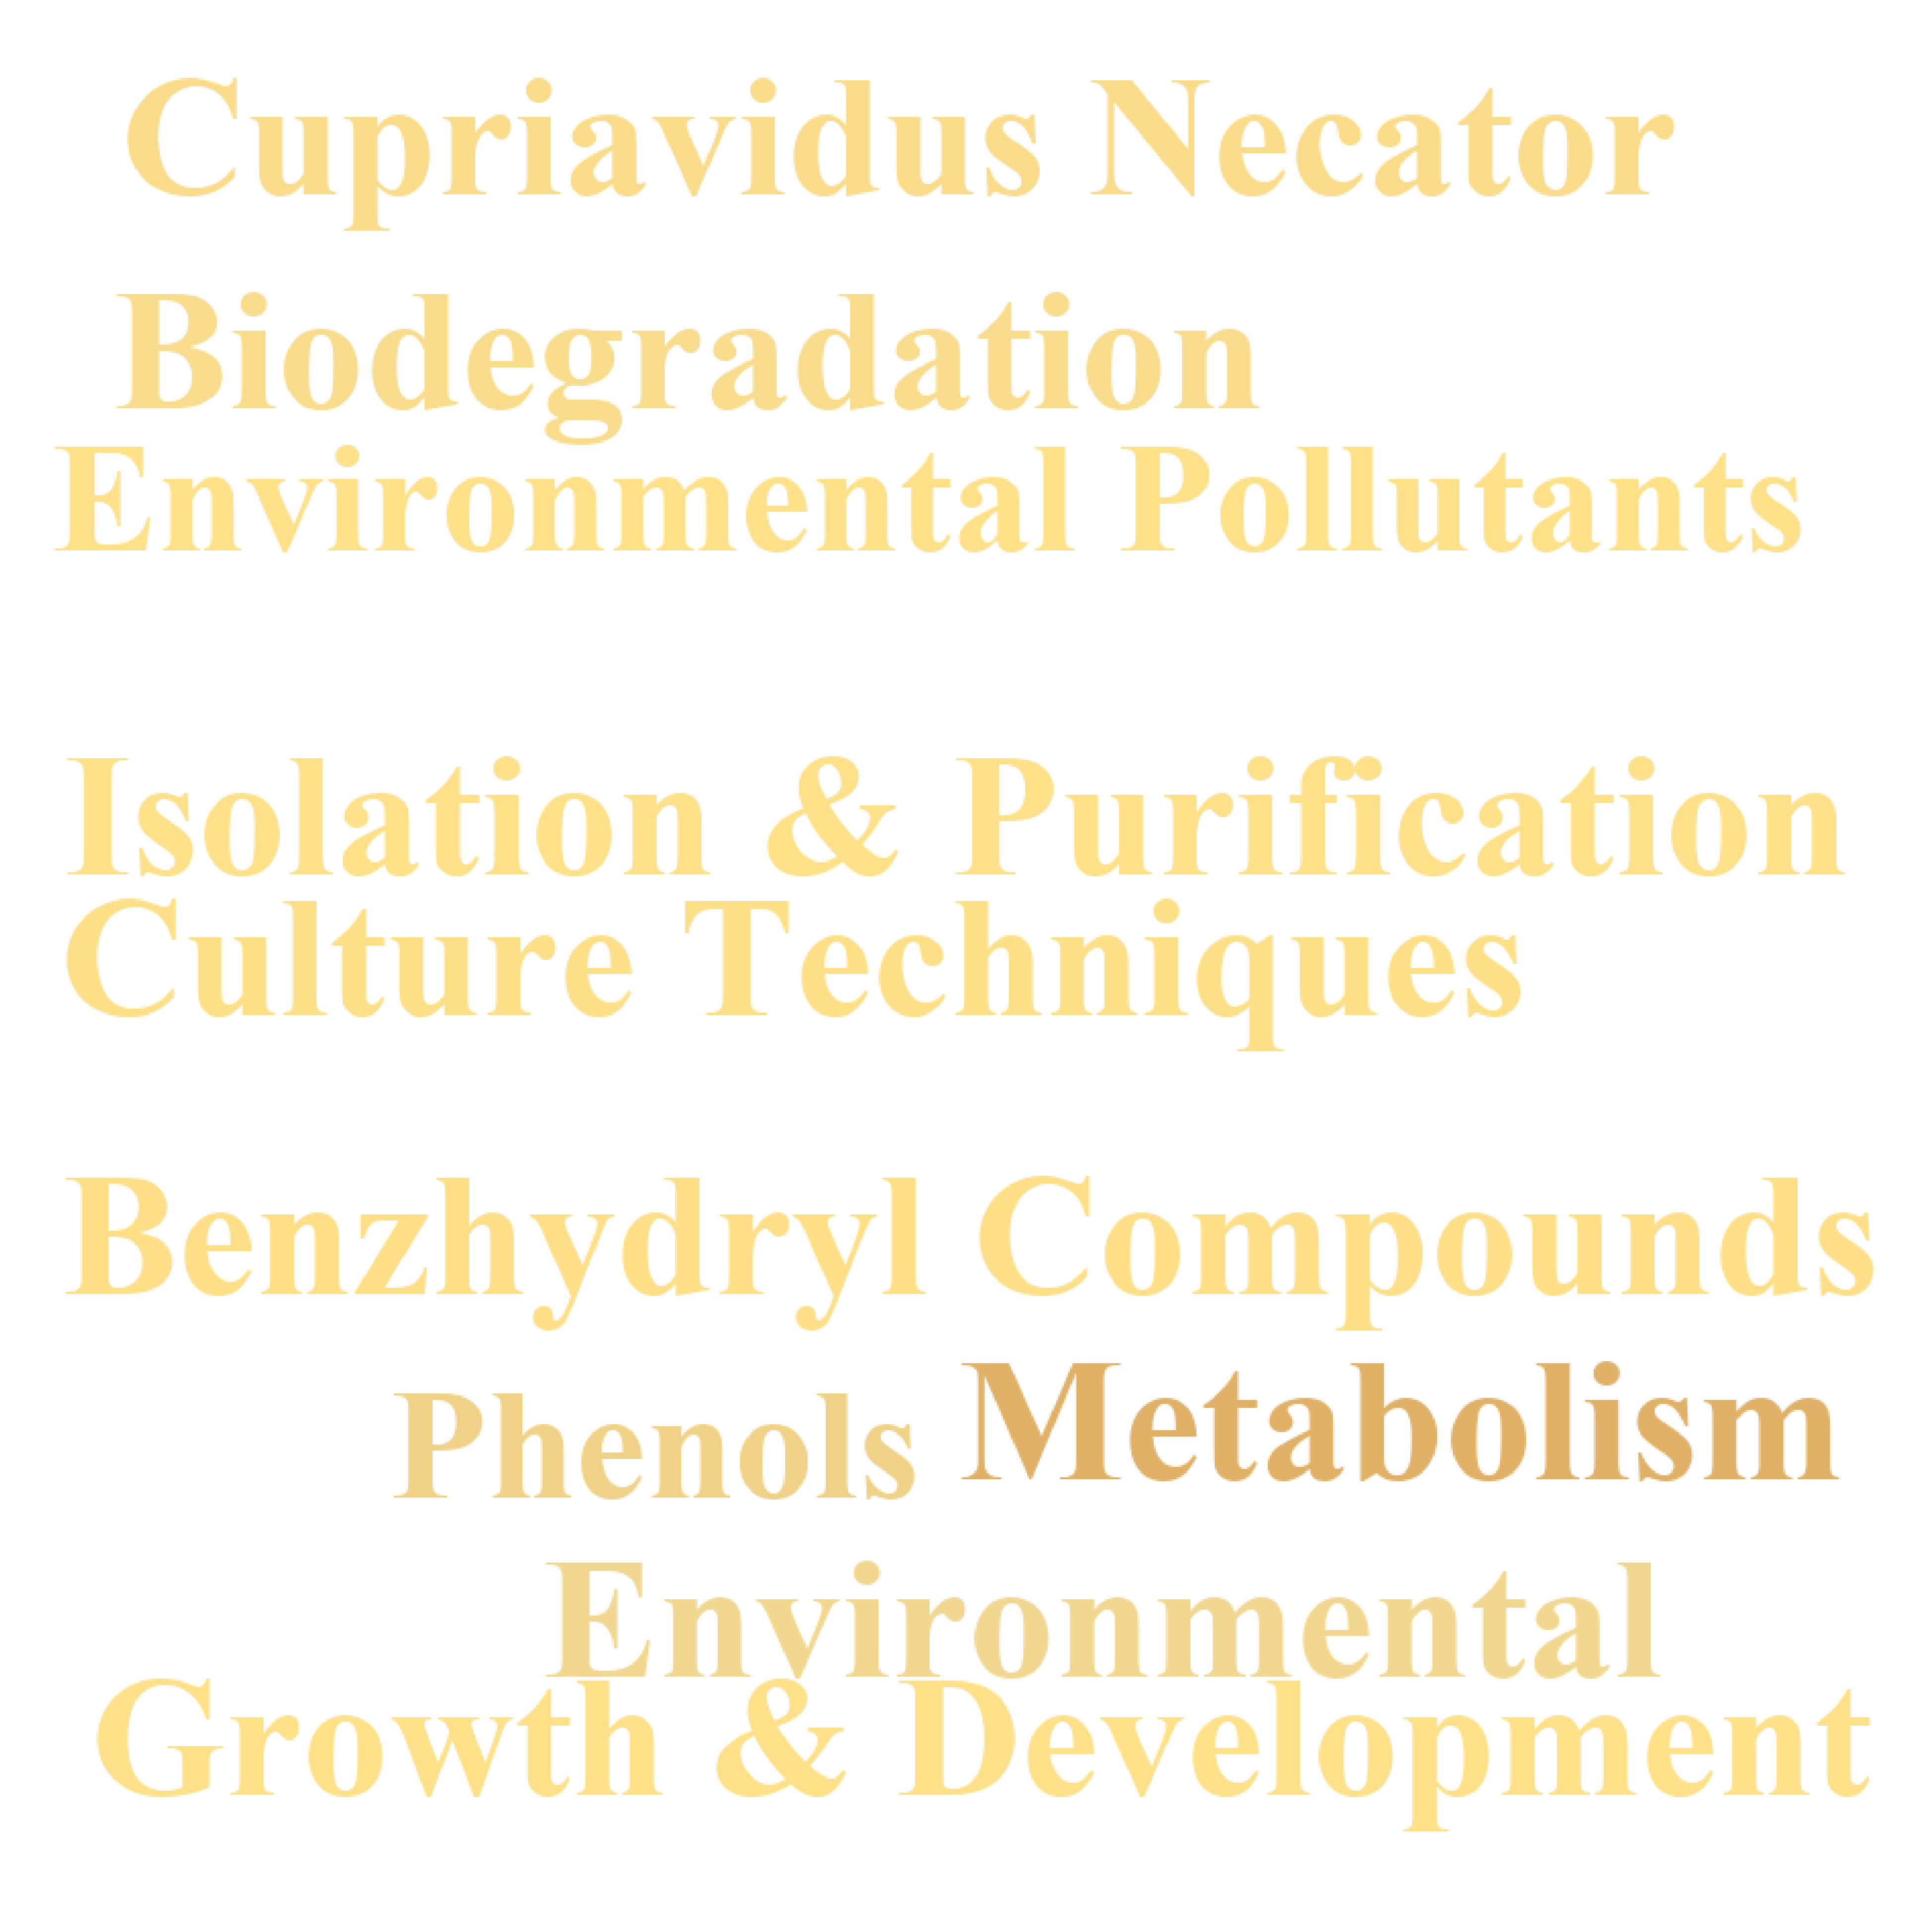 Cupriavidus Necator
Biodegradation
Environmental Pollutants
Isolation & Purification
Culture Techniques
Benzhydryl Compounds
Phenols Metabolism
Environmental
Growth & Development